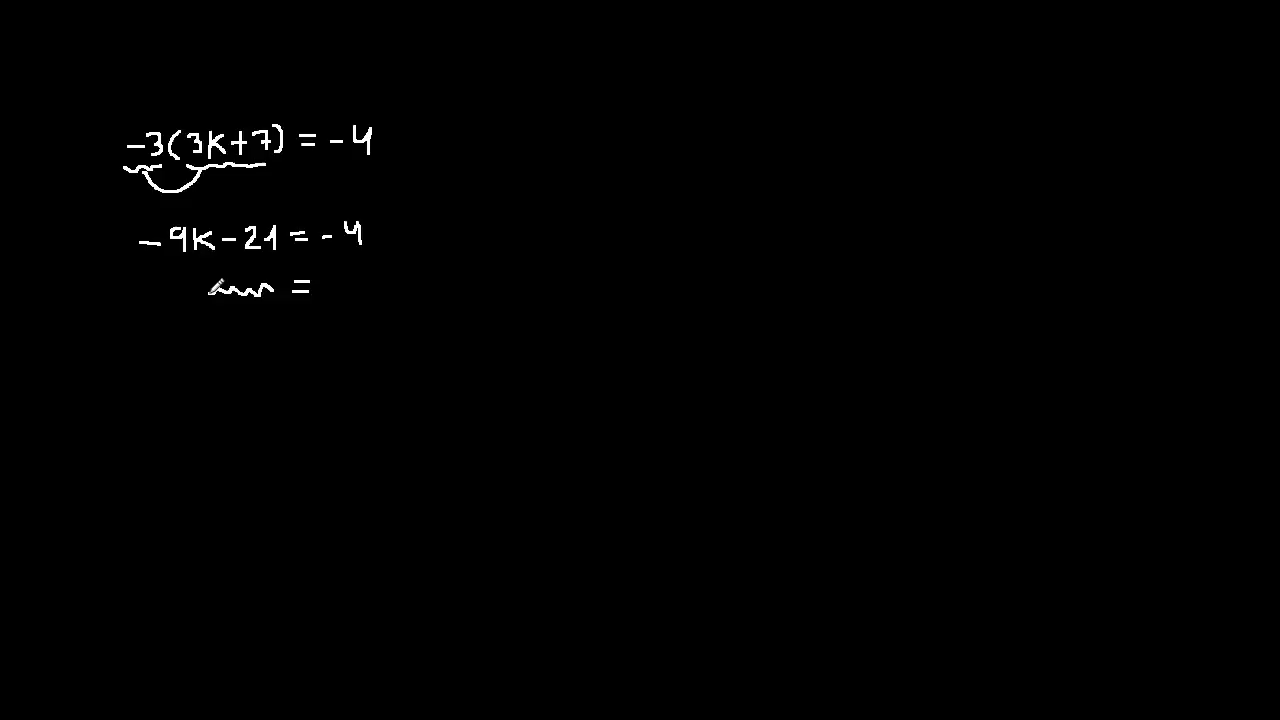 -3(3k+7) = -4
-9k-21 = -4
=